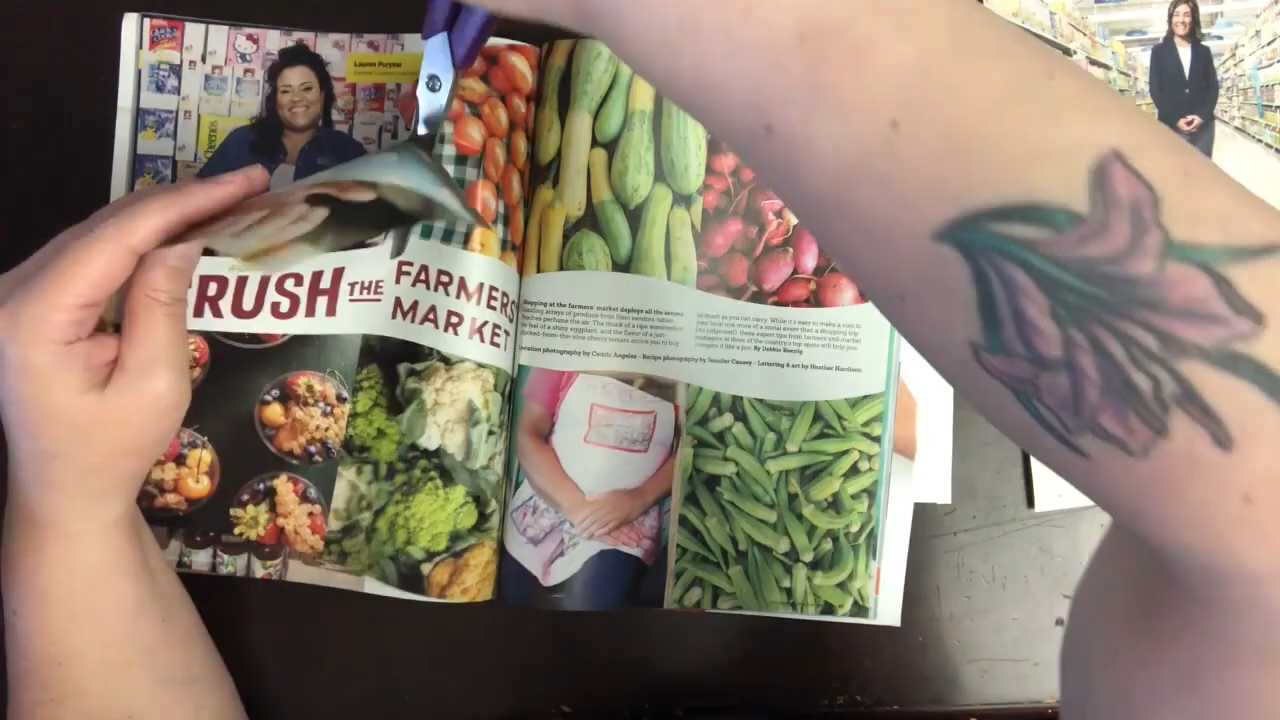 Lauren Puryear
Cheerios
RUSH THE
FARMERS
MARKET
Shopping at the farmers' market deploys all the senses
Dazzling arrays of produce brim from vendors' tables
Peaches perfume the air. The thunk of a ripe watermelon
the feel of a shiny eggplant, and the flavor of a just-
plucked-from-the-vine cherry tomato entice you to buy
as much as you can carry. While it's easy to make a visit to
your local one more of a social event than a shopping trip
(no judgment!), these expert tips from farmers and market
managers at three of the country's top spots will help you
navigate it like a pro. By Debbie Koenig
Location photography by Cedric Angeles - Recipe photography by Jennifer Causey - Lettering & art by Heather Hardison